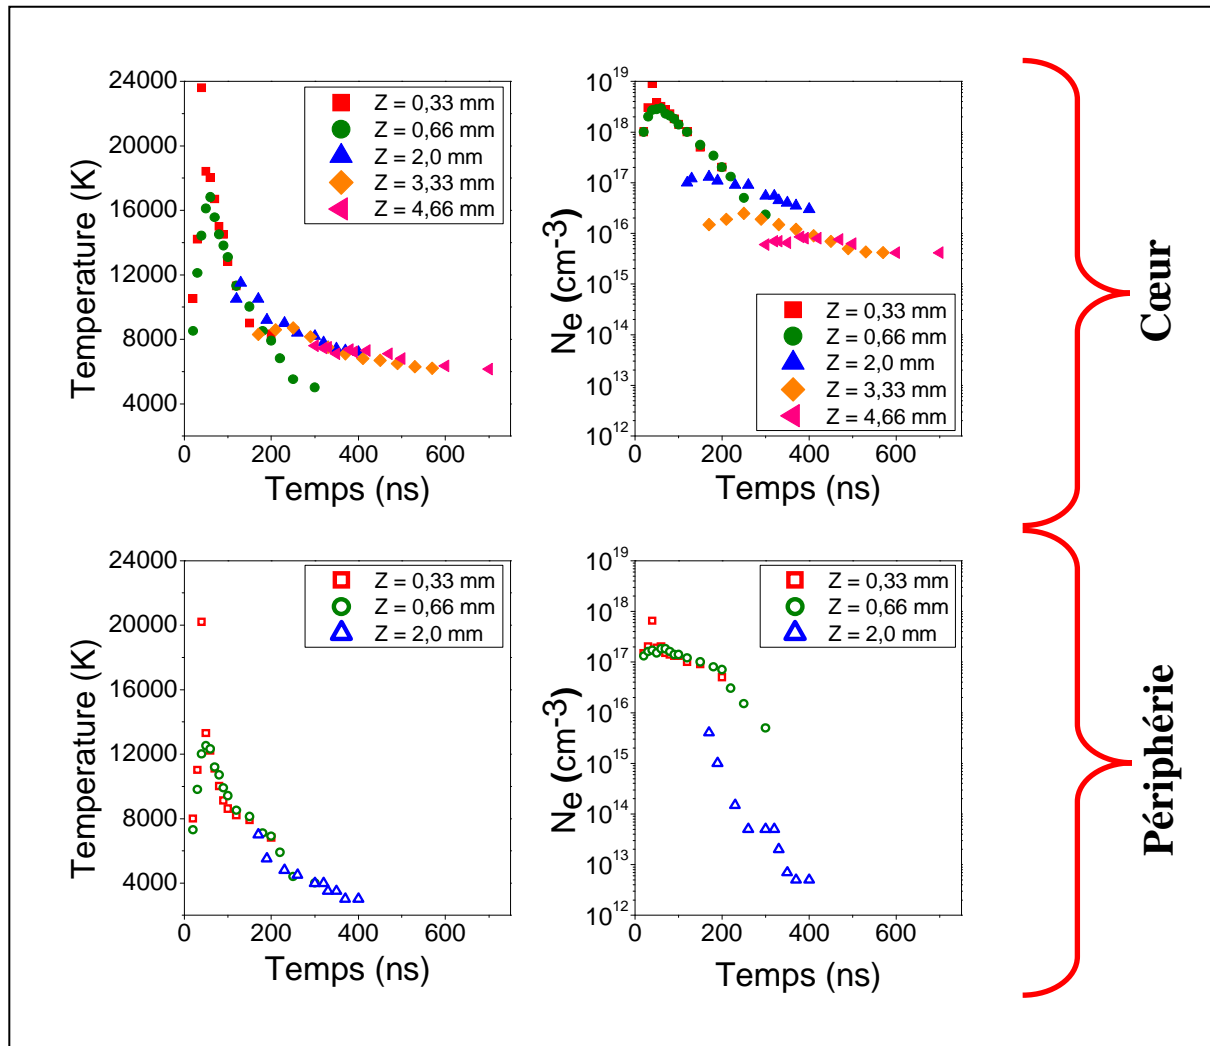 24000
20000
16000
12000
8000
4000
0
200
400
600
Temperature (K)
Temps (ns)
Z = 0,33 mm
Z = 0,66 mm
Z = 2,0 mm
Z = 3,33 mm
Z = 4,66 mm
10^19
10^18
10^17
10^16
10^15
10^14
10^13
10^12
0
200
400
600
Ne (cm-3)
Temps (ns)
Z = 0,33 mm
Z = 0,66 mm
Z = 2,0 mm
Z = 3,33 mm
Z = 4,66 mm
Cœur
24000
20000
16000
12000
8000
4000
0
200
400
600
Temperature (K)
Temps (ns)
Z = 0,33 mm
Z = 0,66 mm
Z = 2,0 mm
10^19
10^18
10^17
10^16
10^15
10^14
10^13
10^12
0
200
400
600
Ne (cm-3)
Temps (ns)
Z = 0,33 mm
Z = 0,66 mm
Z = 2,0 mm
Périphérie